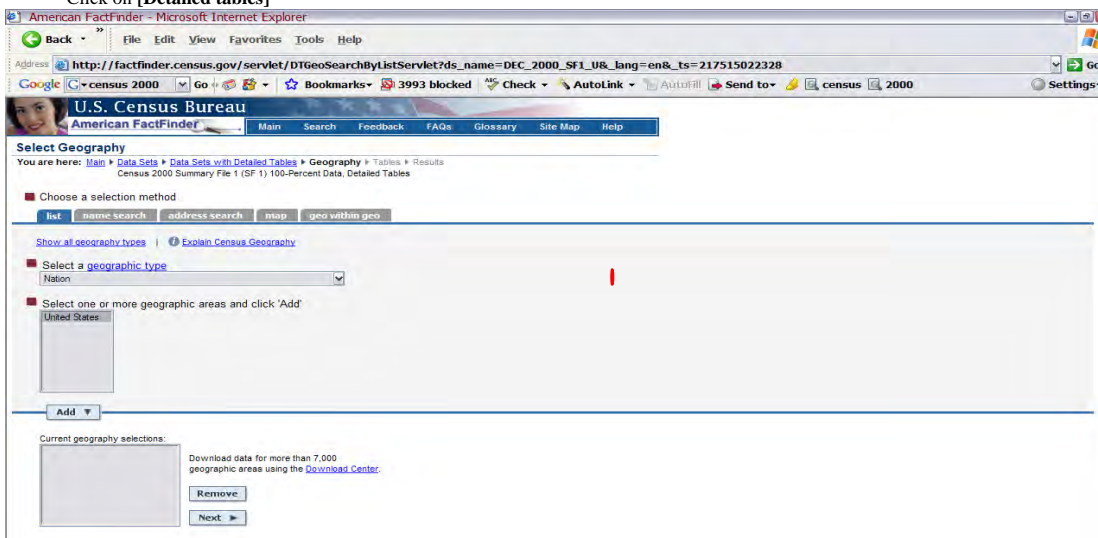 Click on [Detailed tables]
American FactFinder - Microsoft Internet Explorer
Back » File Edit View Favorites Tools Help
Address http://factfinder.census.gov/servlet/DTGeoSearchByListServlet?ds_name=DEC_2000_SF1_U&_lang=en&_ts=217515022328 Go
Google G census 2000 Go Bookmarks 3993 blocked Check AutoLink AutoFill Send to census 2000 Settings
U.S. Census Bureau
American FactFinder Main Search Feedback FAQs Glossary Site Map Help
Select Geography
You are here: Main ▶ Data Sets ▶ Data Sets with Detailed Tables ▶ Geography ▶ Tables ▶ Results
Census 2000 Summary File 1 (SF 1) 100-Percent Data, Detailed Tables
Choose a selection method
list name search address search map geo within geo
Show all geography types | Explain Census Geography
Select a geographic type
Nation
Select one or more geographic areas and click 'Add'
United States
Add ▼
Current geography selections:
Download data for more than 7,000
geographic areas using the Download Center.
Remove
Next ▶